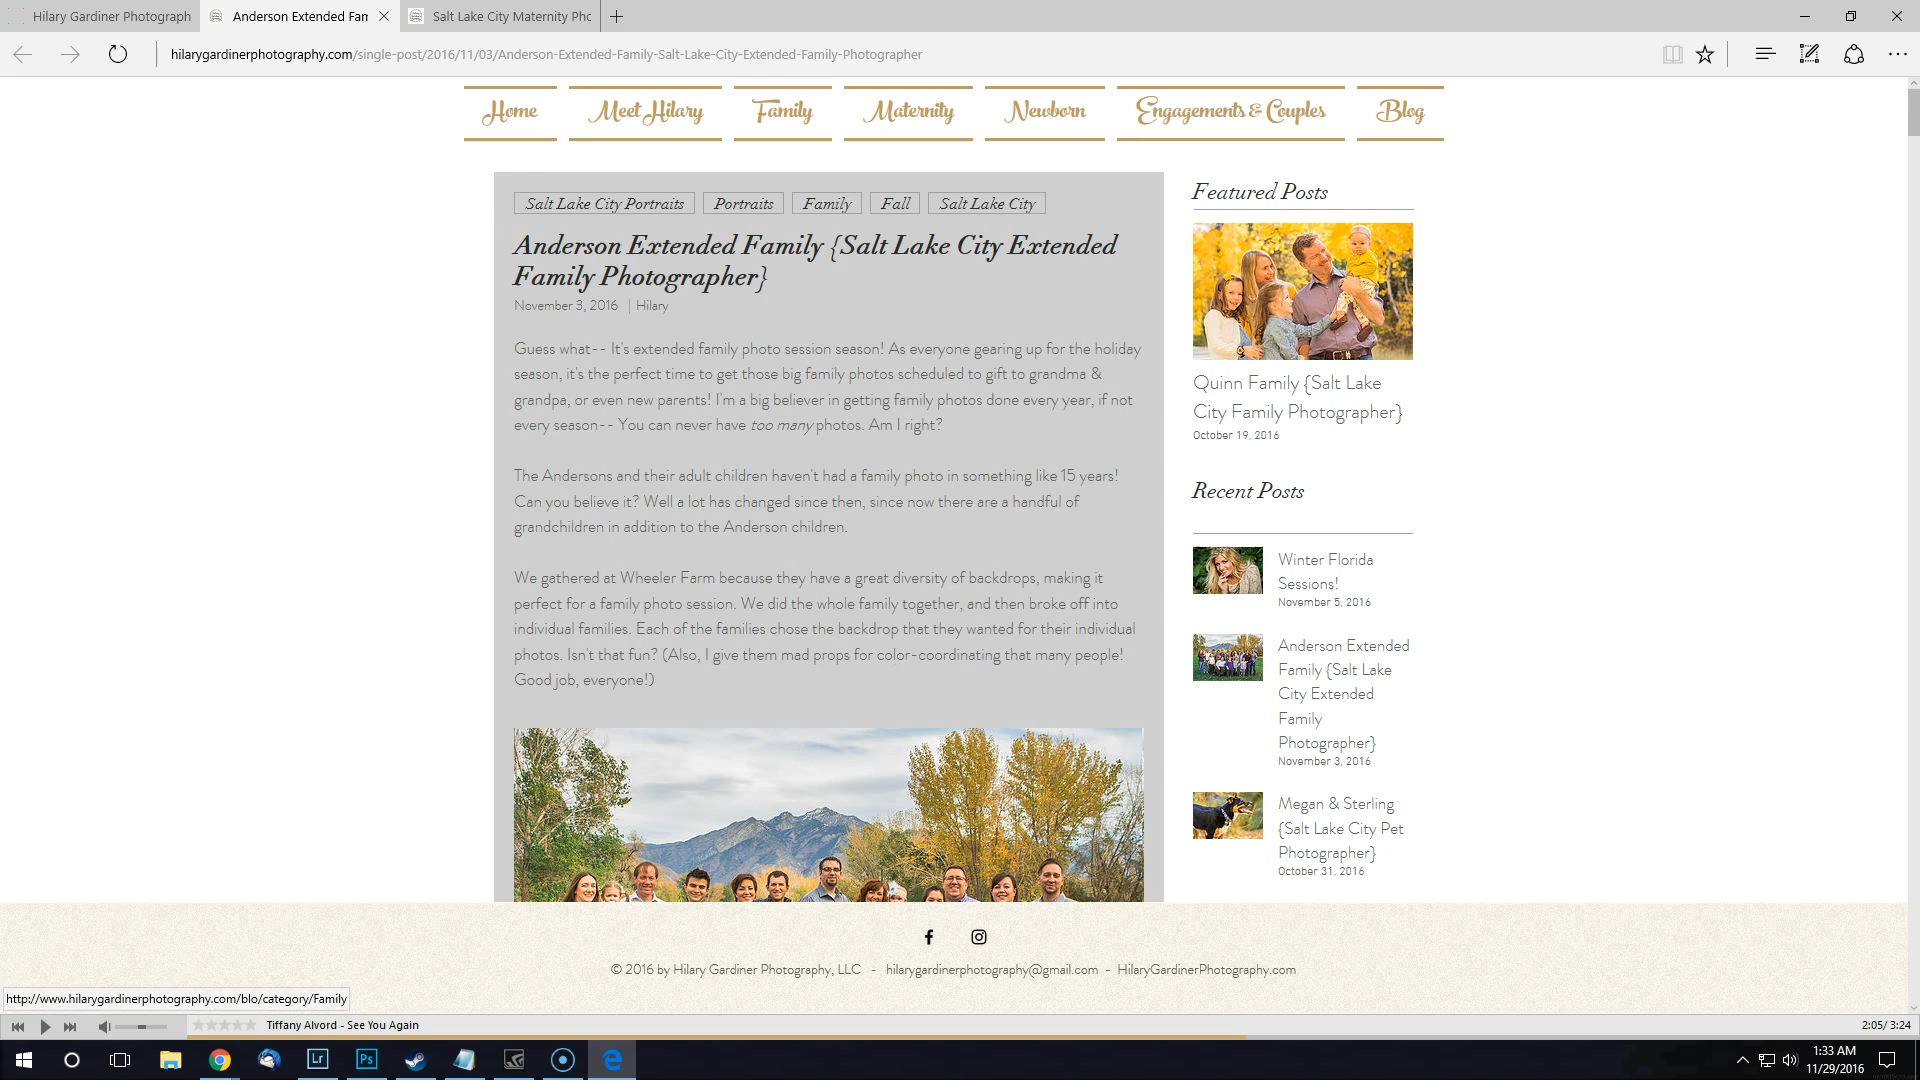 Hilary Gardiner Photograph
Anderson Extended Fam
Salt Lake City Maternity Pho
hilarygardinerphotography.com/single-post/2016/11/03/Anderson-Extended-Family-Salt-Lake-City-Extended-Family-Photographer
Home Meet Hilary Family Maternity Newborn Engagements & Couples Blog
Salt Lake City Portraits Portraits Family Fall Salt Lake City
Anderson Extended Family {Salt Lake City Extended
Family Photographer}
November 3, 2016 | Hilary
Guess what-- It's extended family photo session season! As everyone gearing up for the holiday
season, it's the perfect time to get those big family photos scheduled to gift to grandma &
grandpa, or even new parents! I'm a big believer in getting family photos done every year, if not
every season-- You can never have too many photos. Am I right?
The Andersons and their adult children haven't had a family photo in something like 15 years!
Can you believe it? Well a lot has changed since then, since now there are a handful of
grandchildren in addition to the Anderson children.
We gathered at Wheeler Farm because they have a great diversity of backdrops, making it
perfect for a family photo session. We did the whole family together, and then broke off into
individual families. Each of the families chose the backdrop that they wanted for their individual
photos. Isn't that fun? (Also, I give them mad props for color-coordinating that many people!
Good job, everyone!)
Featured Posts
Quinn Family {Salt Lake
City Family Photographer}
October 19, 2016
Recent Posts
Winter Florida
Sessions!
November 5, 2016
Anderson Extended
Family {Salt Lake
City Extended
Family
Photographer}
November 3, 2016
Megan & Sterling
{Salt Lake City Pet
Photographer}
October 31, 2016
© 2016 by Hilary Gardiner Photography, LLC - hilarygardinerphotography@gmail.com - HilaryGardinerPhotography.com
http://www.hilarygardinerphotography.com/blo/category/Family
Tiffany Alvord - See You Again
2:05/ 3:24
Lr
Ps
1:33 AM
11/29/2016